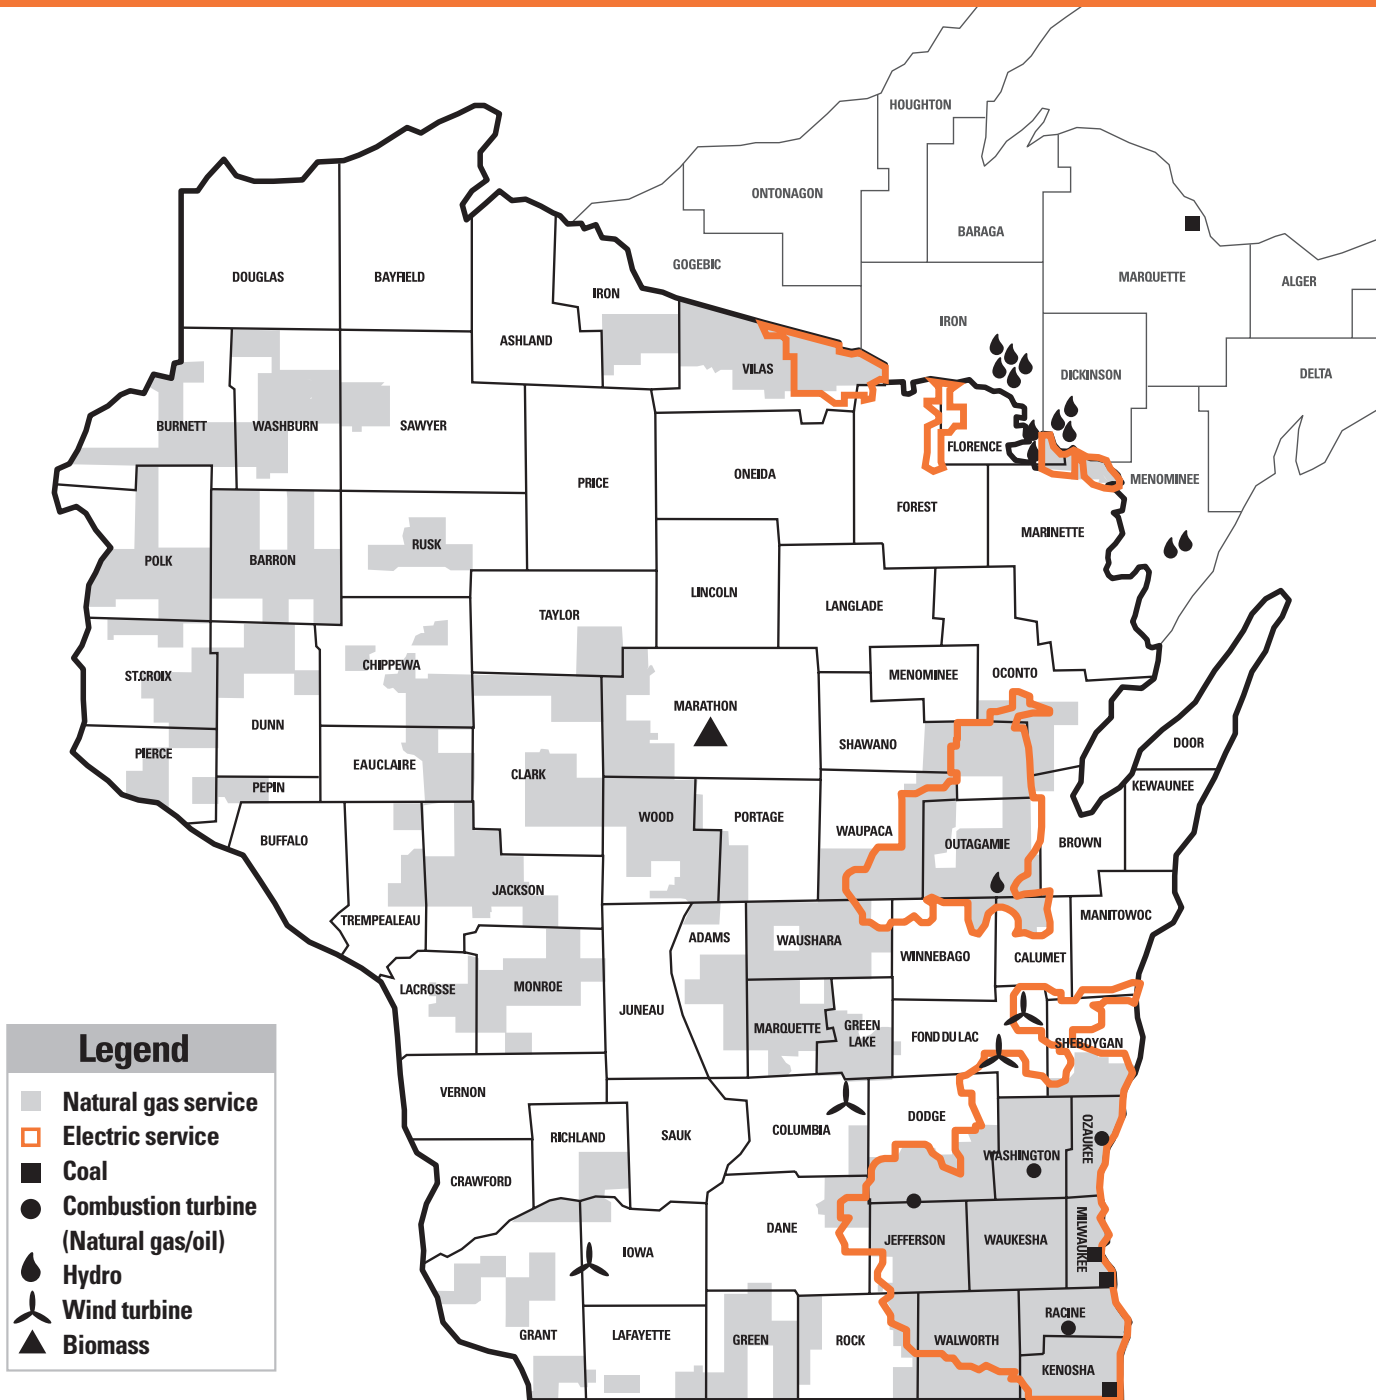 HOUGHTON
ONTONAGON
BARAGA
GOGEBIC
MARQUETTE
ALGER
DOUGLAS
BAYFIELD
IRON
IRON
ASHLAND
VILAS
DICKINSON
DELTA
BURNETT
WASHBURN
SAWYER
FLORENCE
PRICE
ONEIDA
MENOMINEE
FOREST
MARINETTE
RUSK
POLK
BARRON
LINCOLN
LANGLADE
TAYLOR
CHIPPEWA
ST.CROIX
MENOMINEE
OCONTO
MARATHON
DUNN
SHAWANO
DOOR
PIERCE
EAUCLAIRE
CLARK
PEPIN
KEWAUNEE
WOOD
PORTAGE
WAUPACA
BUFFALO
OUTAGAMIE
BROWN
JACKSON
TREMPEALEAU
MANITOWOC
ADAMS
WAUSHARA
WINNEBAGO
CALUMET
LACROSSE
MONROE
JUNEAU
MARQUETTE
GREEN
LAKE
FOND DU LAC
SHEBOYGAN
VERNON
RICHLAND
SAUK
COLUMBIA
DODGE
OZAUKEE
WASHINGTON
CRAWFORD
DANE
IOWA
JEFFERSON
WAUKESHA
MILWAUKEE
GRANT
LAFAYETTE
GREEN
ROCK
WALWORTH
RACINE
KENOSHA
Legend
Natural gas service
Electric service
Coal
Combustion turbine
(Natural gas/oil)
Hydro
Wind turbine
Biomass